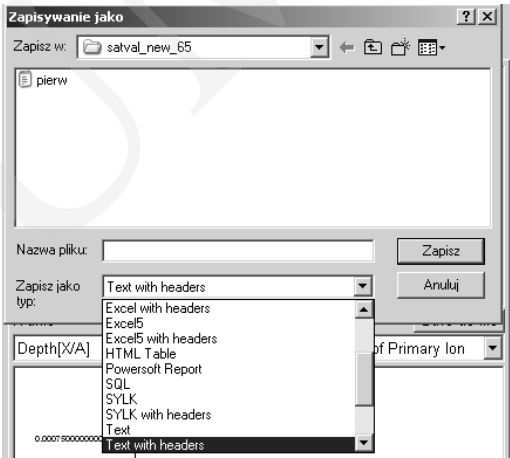 Zapisywanie jako
Zapisz w: satval_new_65
pierw
Nazwa pliku: Zapisz
Zapisz jako typ: Text with headers Anuluj
Excel with headers
Excel5
Excel5 with headers
HTML Table
Powersoft Report
SQL
SYLK
SYLK with headers
Text
Text with headers
Depth[X/A] of Primary Ion